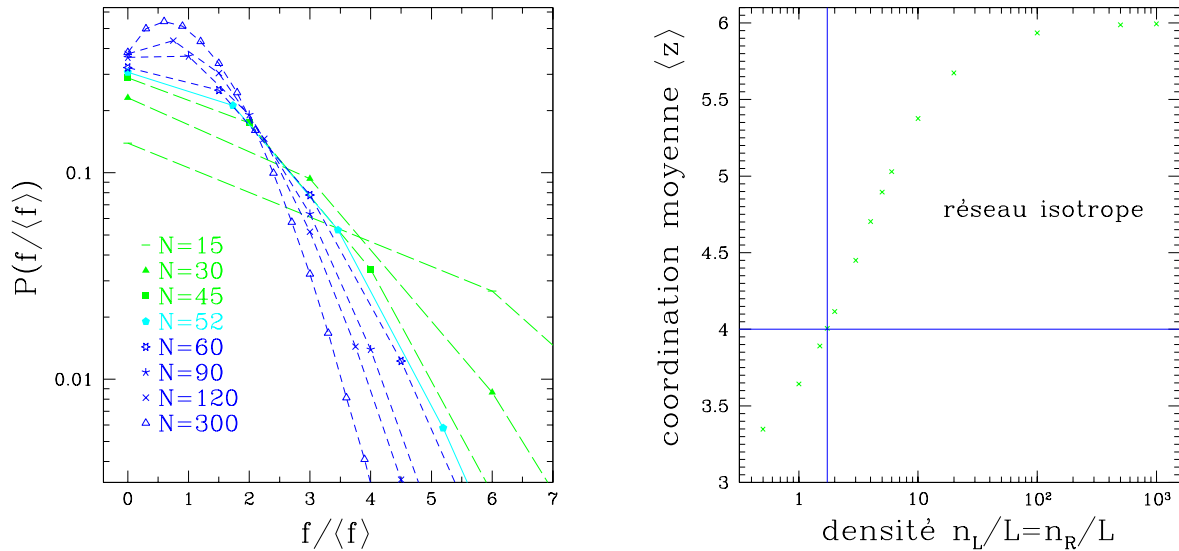 P(f/⟨f⟩)
0.1
0.01
N=15
N=30
N=45
N=52
N=60
N=90
N=120
N=300
0 1 2 3 4 5 6 7
f/⟨f⟩
coordination moyenne ⟨z⟩
6
5.5
5
4.5
4
3.5
3
réseau isotrope
1 10 10² 10³
densité n_L/L=n_R/L